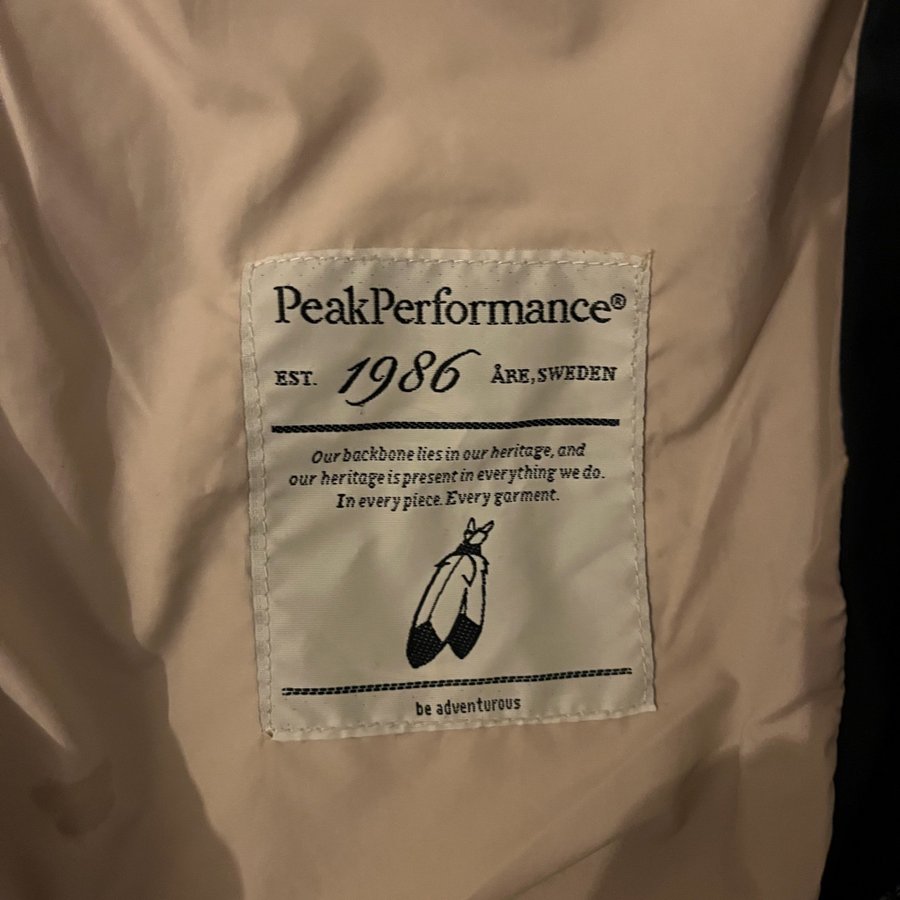 PeakPerformance®
EST. 1986 ÅRE, SWEDEN
Our backbone lies in our heritage, and
our heritage is present in everything we do.
In every piece. Every garment.
be adventurous